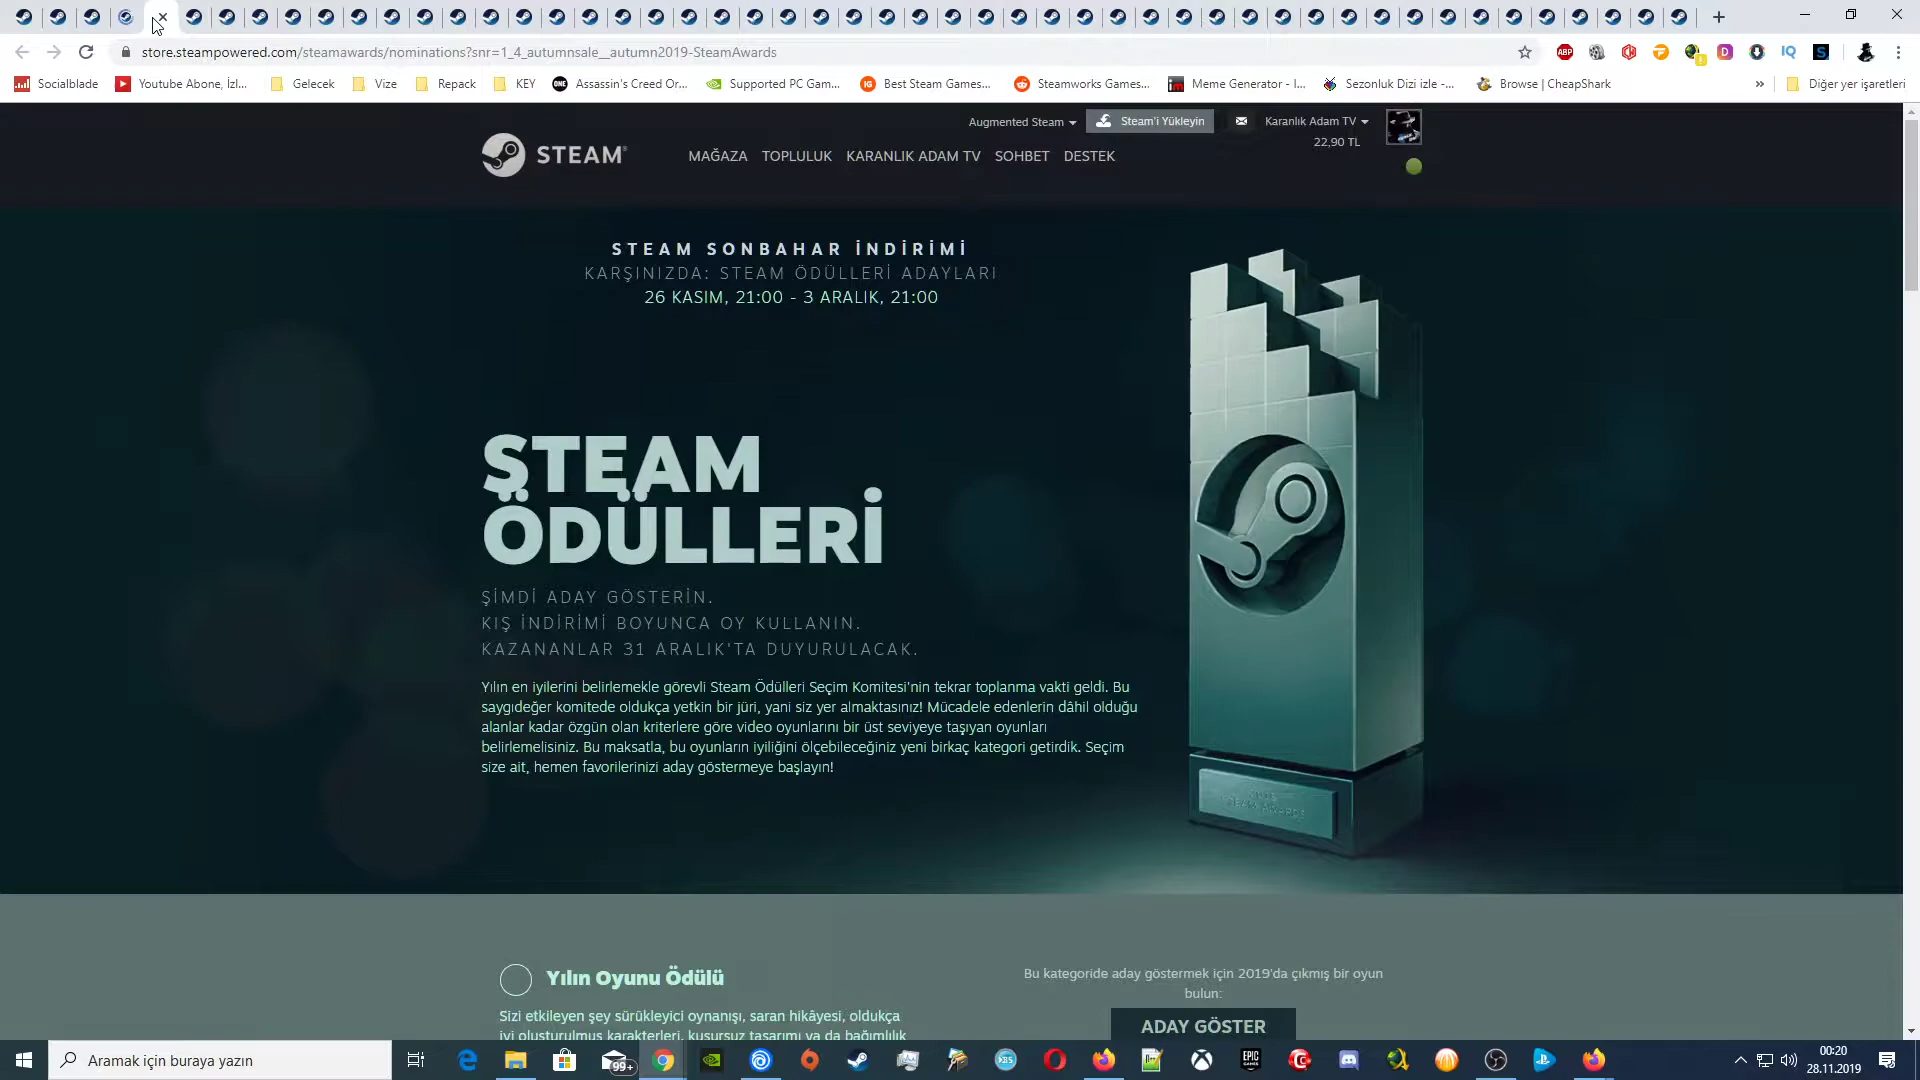 store.steampowered.com/steamawards/nominations?snr=1_4_autumnsale__autumn2019-SteamAwards
Socialblade
Youtube Abone, İzl...
Gelecek
Vize
Repack
KEY
Assassin's Creed Or...
Supported PC Gam...
Best Steam Games...
Steamworks Games...
Meme Generator - I...
Sezonluk Dizi izle -...
Browse | CheapShark
»
Diğer yer işaretleri
Augmented Steam
Steam'i Yükleyin
Karanlık Adam TV
22,90 TL
STEAM
MAĞAZA TOPLULUK KARANLIK ADAM TV SOHBET DESTEK
STEAM SONBAHAR İNDİRİMİ
KARŞINIZDA: STEAM ÖDÜLLERİ ADAYLARI
26 KASIM, 21:00 - 3 ARALIK, 21:00
STEAM
ÖDÜLLERİ
ŞİMDİ ADAY GÖSTERİN.
KIŞ İNDİRİMİ BOYUNCA OY KULLANIN.
KAZANANLAR 31 ARALIK'TA DUYURULACAK.
Yılın en iyilerini belirlemekle görevli Steam Ödülleri Seçim Komitesi'nin tekrar toplanma vakti geldi. Bu
saygıdeğer komitede oldukça yetkin bir jüri, yani siz yer almaktasınız! Mücadele edenlerin dâhil olduğu
alanlar kadar özgün olan kriterlere göre video oyunlarını bir üst seviyeye taşıyan oyunları
belirlemelisiniz. Bu maksatla, bu oyunların iyiliğini ölçebileceğiniz yeni birkaç kategori getirdik. Seçim
size ait, hemen favorilerinizi aday göstermeye başlayın!
Yılın Oyunu Ödülü
Sizi etkileyen şey sürükleyici oynanışı, saran hikâyesi, oldukça
iyi oluşturulmuş karakterleri, kusursuz tasarımı ya da bağımlılık
Bu kategoride aday göstermek için 2019'da çıkmış bir oyun
bulun:
ADAY GÖSTER
Aramak için buraya yazın
99+
00:20
28.11.2019